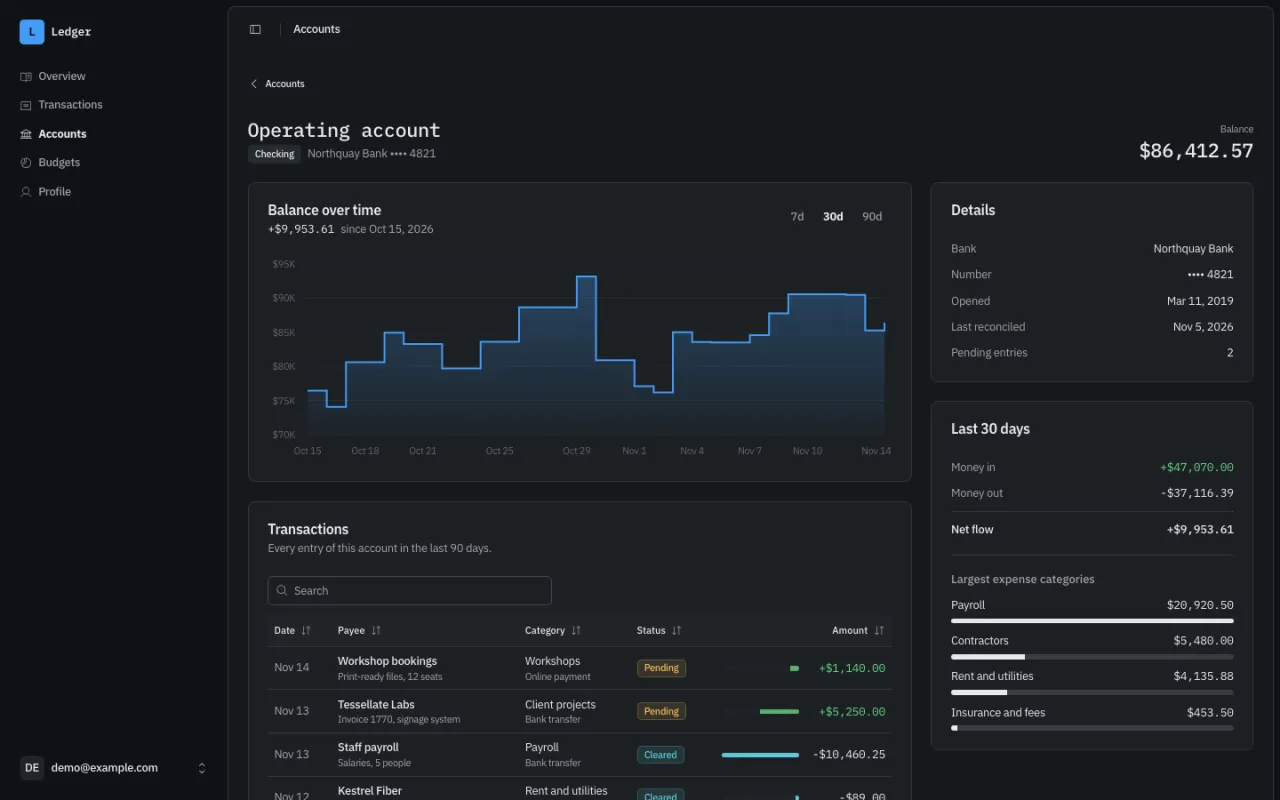 L Ledger
Overview
Transactions
Accounts
Budgets
Profile
DE demo@example.com
Accounts
Accounts
Operating account
Checking Northquay Bank •••• 4821
Balance
$86,412.57
Balance over time
+$9,953.61 since Oct 15, 2026
7d 30d 90d
$95K
$90K
$85K
$80K
$75K
$70K
Oct 15 Oct 18 Oct 21 Oct 25 Oct 29 Nov 1 Nov 4 Nov 7 Nov 10 Nov 14
Transactions
Every entry of this account in the last 90 days.
Search
Date Payee Category Status Amount
Nov 14 Workshop bookings Workshops Pending +$1,140.00
Print-ready files, 12 seats Online payment
Nov 13 Tessellate Labs Client projects Pending +$5,250.00
Invoice 1770, signage system Bank transfer
Nov 13 Staff payroll Payroll Cleared -$10,460.25
Salaries, 5 people Bank transfer
Nov 12 Kestrel Fiber Rent and utilities Cleared -$89.00
Details
Bank Northquay Bank
Number •••• 4821
Opened Mar 11, 2019
Last reconciled Nov 5, 2026
Pending entries 2
Last 30 days
Money in +$47,070.00
Money out -$37,116.39
Net flow +$9,953.61
Largest expense categories
Payroll $20,920.50
Contractors $5,480.00
Rent and utilities $4,135.88
Insurance and fees $453.50